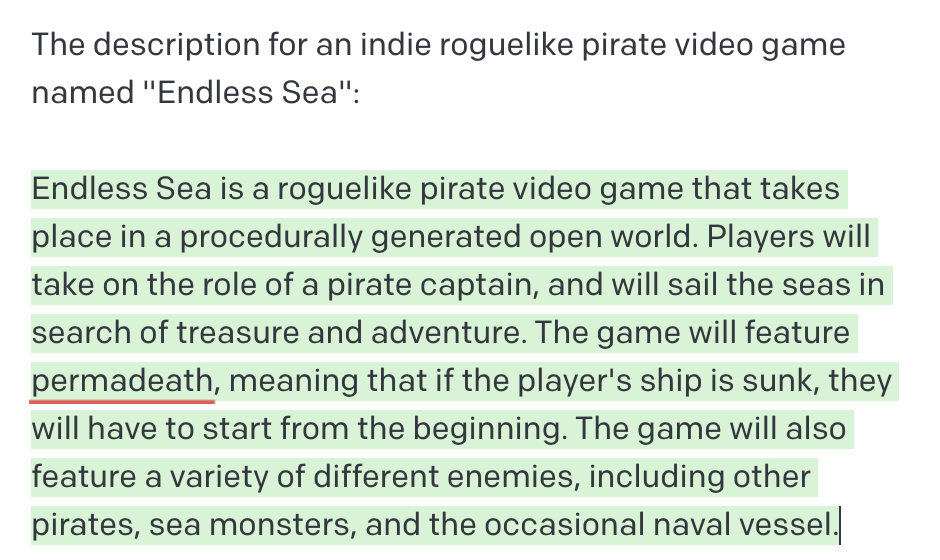 The description for an indie roguelike pirate video game
named "Endless Sea":
Endless Sea is a roguelike pirate video game that takes
place in a procedurally generated open world. Players will
take on the role of a pirate captain, and will sail the seas in
search of treasure and adventure. The game will feature
permadeath, meaning that if the player's ship is sunk, they
will have to start from the beginning. The game will also
feature a variety of different enemies, including other
pirates, sea monsters, and the occasional naval vessel.